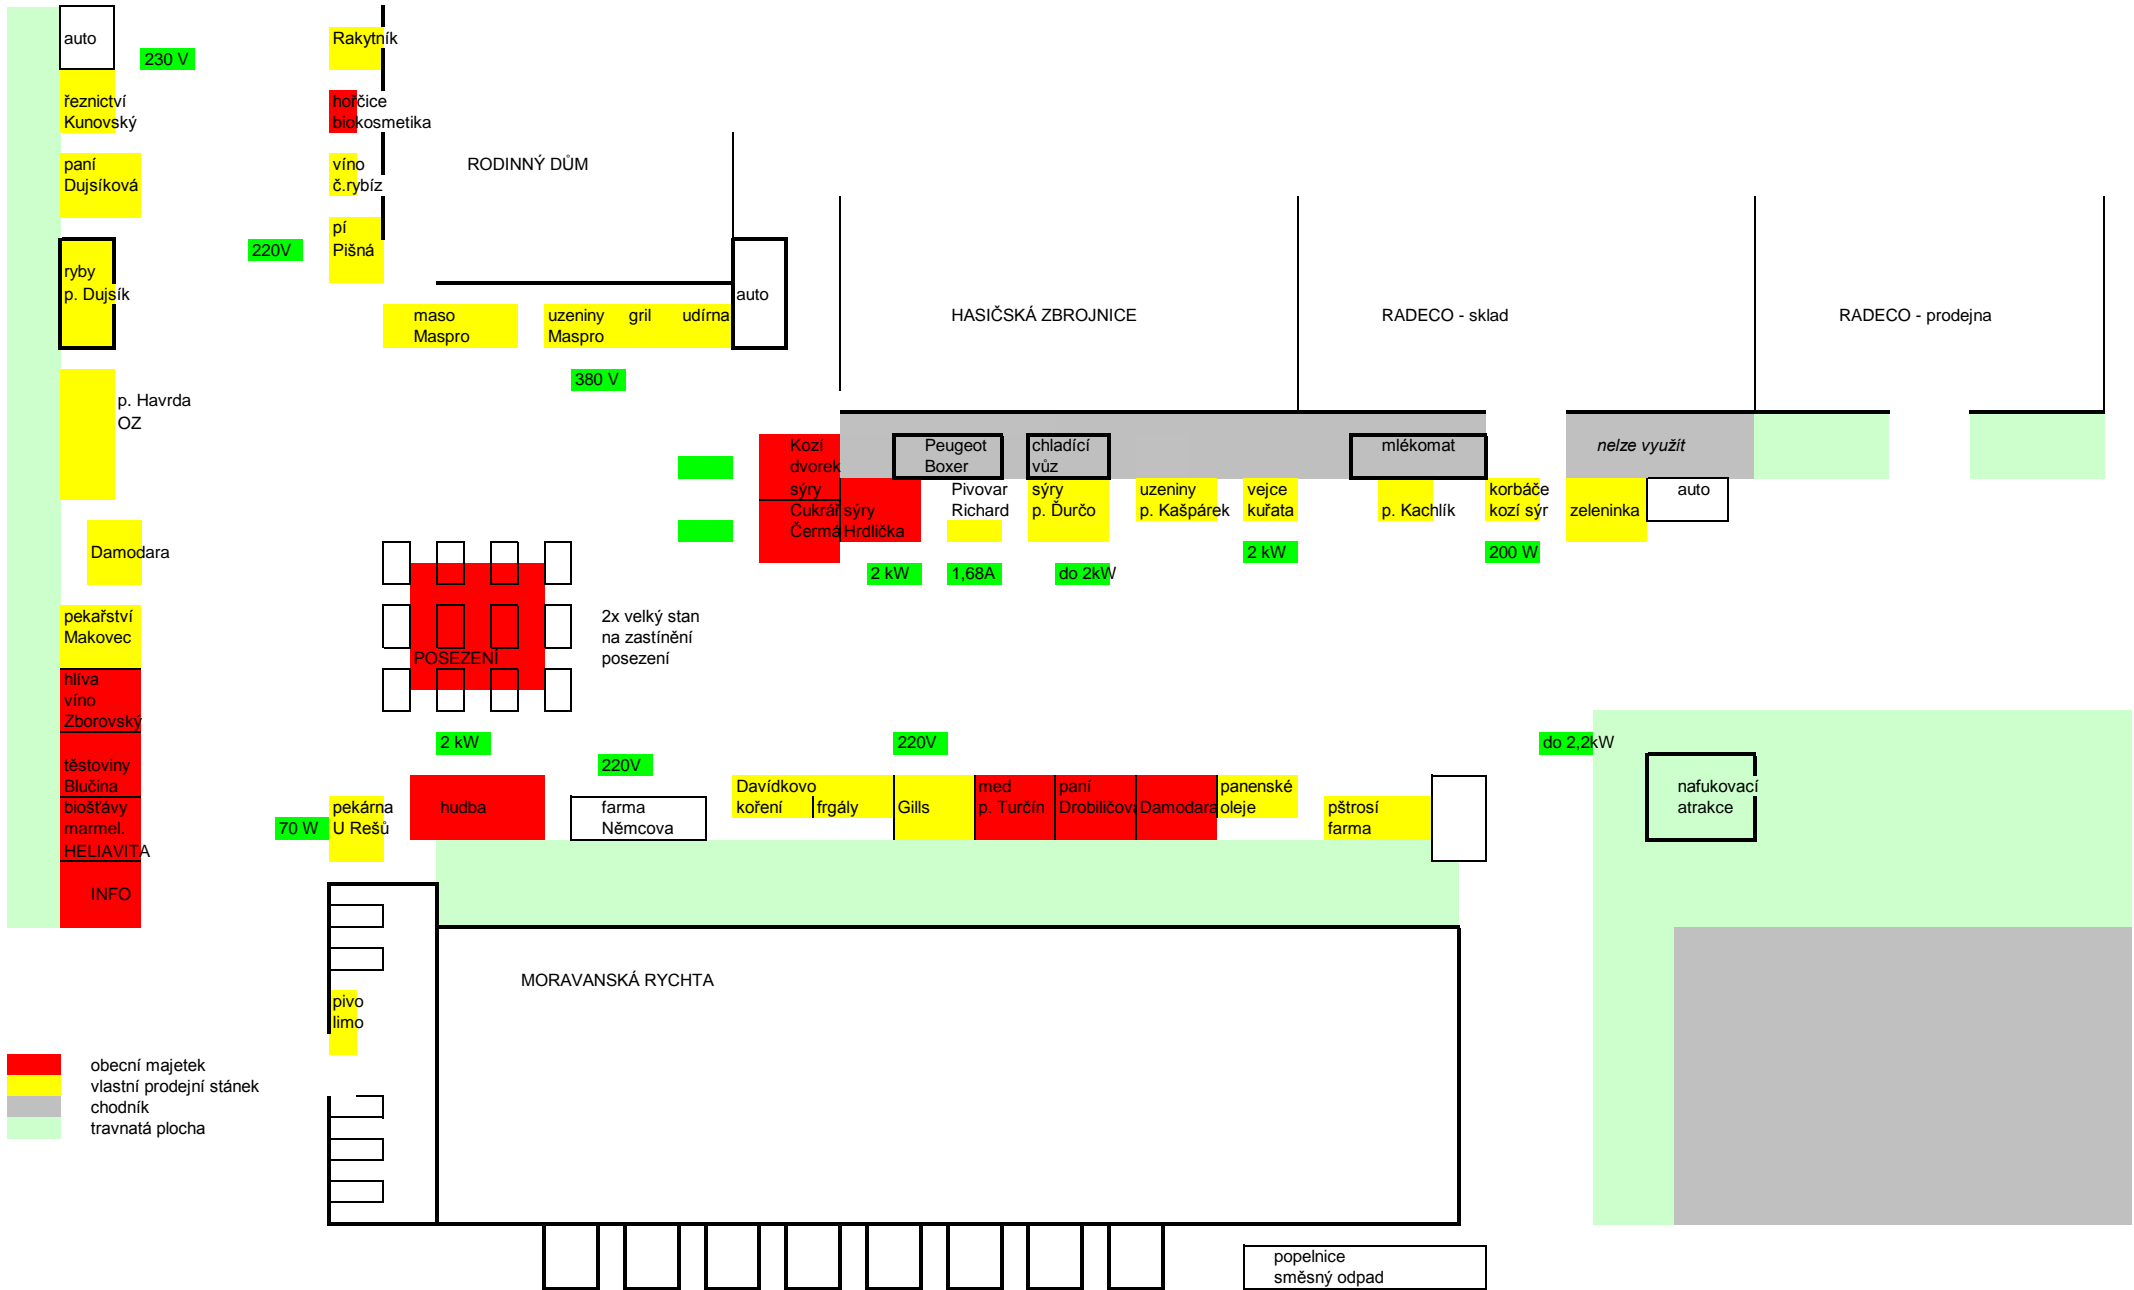 auto
230 V
Rakytník
řeznictví
Kunovský
hořčice
biokosmetika
paní
Dujsíková
víno
č.rybíz
RODINNÝ DŮM
pí
Pišná
220V
ryby
p. Dujsík
auto
maso
Maspro
uzeniny gril udírna
Maspro
HASIČSKÁ ZBROJNICE
RADECO - sklad
RADECO - prodejna
380 V
p. Havrda
OZ
Kozí
dvorek
sýry
Peugeot
Boxer
chladící
vůz
mlékomat
nelze využít
Cukrář
Čermá
sýry
Hrdlička
Pivovar
Richard
sýry
p. Ďurčo
uzeniny
p. Kašpárek
vejce
kuřata
p. Kachlík
korbáče
kozí sýr
zeleninka
auto
Damodara
2 kW
1,68A
do 2kW
2 kW
200 W
pekařství
Makovec
2x velký stan
na zastínění
posezení
POSEZENÍ
hlíva
víno
Zborovský
2 kW
220V
220V
do 2,2kW
těstoviny
Blučina
biošťávy
marmel.
HELIAVITA
INFO
70 W
pekárna
U Rešů
hudba
farma
Němcova
Davídkovo
koření
frgály
Gills
med
p. Turčín
paní
Drobiličova
Damodara
panenské
oleje
pštrosí
farma
nafukovací
atrakce
MORAVANSKÁ RYCHTA
pivo
limo
obecní majetek
vlastní prodejní stánek
chodník
travnatá plocha
popelnice
směsný odpad